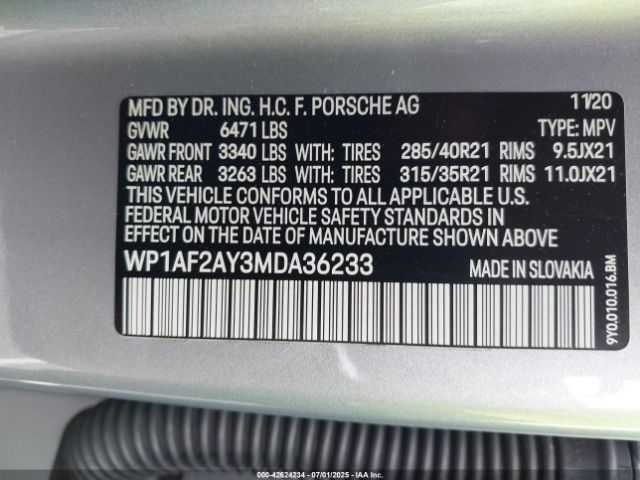 MFD BY DR. ING. H.C. F. PORSCHE AG 11/20
GVWR 6471 LBS TYPE: MPV
GAWR FRONT 3340 LBS WITH: TIRES 285/40R21 RIMS 9.5JX21
GAWR REAR 3263 LBS WITH: TIRES 315/35R21 RIMS 11.0JX21
THIS VEHICLE CONFORMS TO ALL APPLICABLE U.S.
FEDERAL MOTOR VEHICLE SAFETY STANDARDS IN
EFFECT ON THE DATE OF MANUFACTURE SHOWN ABOVE
WP1AF2AY3MDA36233 MADE IN SLOVAKIA
9Y0.010.016.BM
000-42624234 - 07/01/2025 - COPART IAA